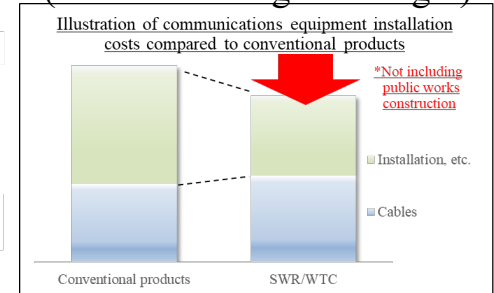 Illustration of communications equipment installation
costs compared to conventional products
*Not including
public works
construction
Installation, etc.
Cables
Conventional products
SWR/WTC